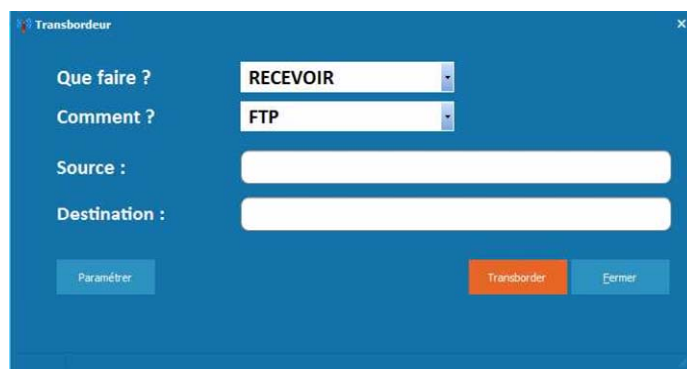 Transbordeur
Que faire ? RECEVOIR
Comment ? FTP
Source :
Destination :
Paramétrer Transborder Fermer